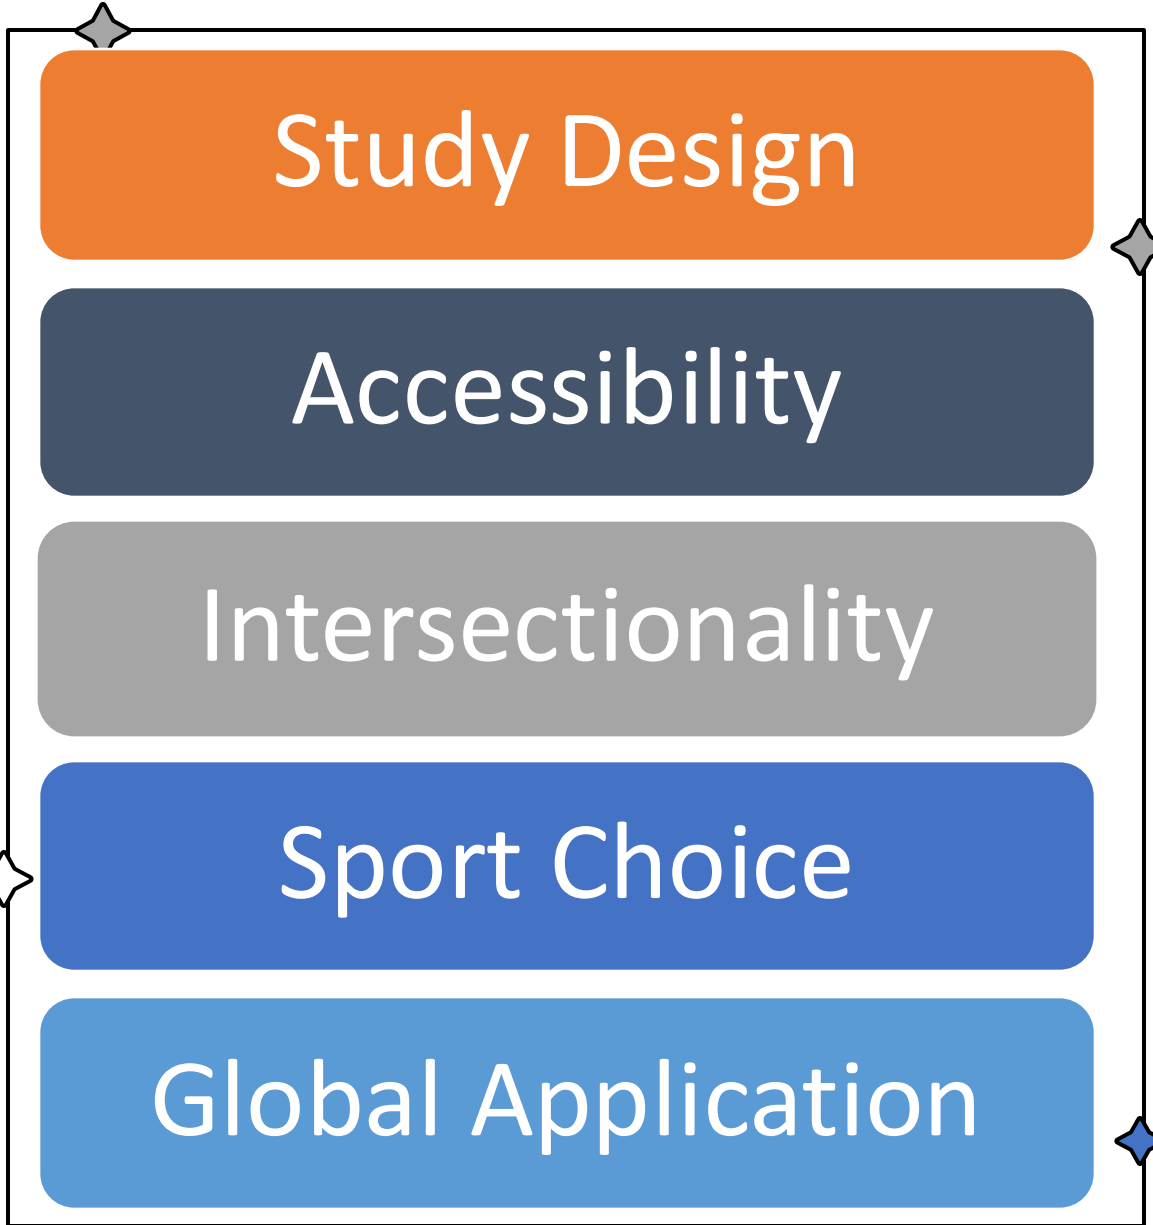 Study Design
Accessibility
Intersectionality
Sport Choice
Global Application